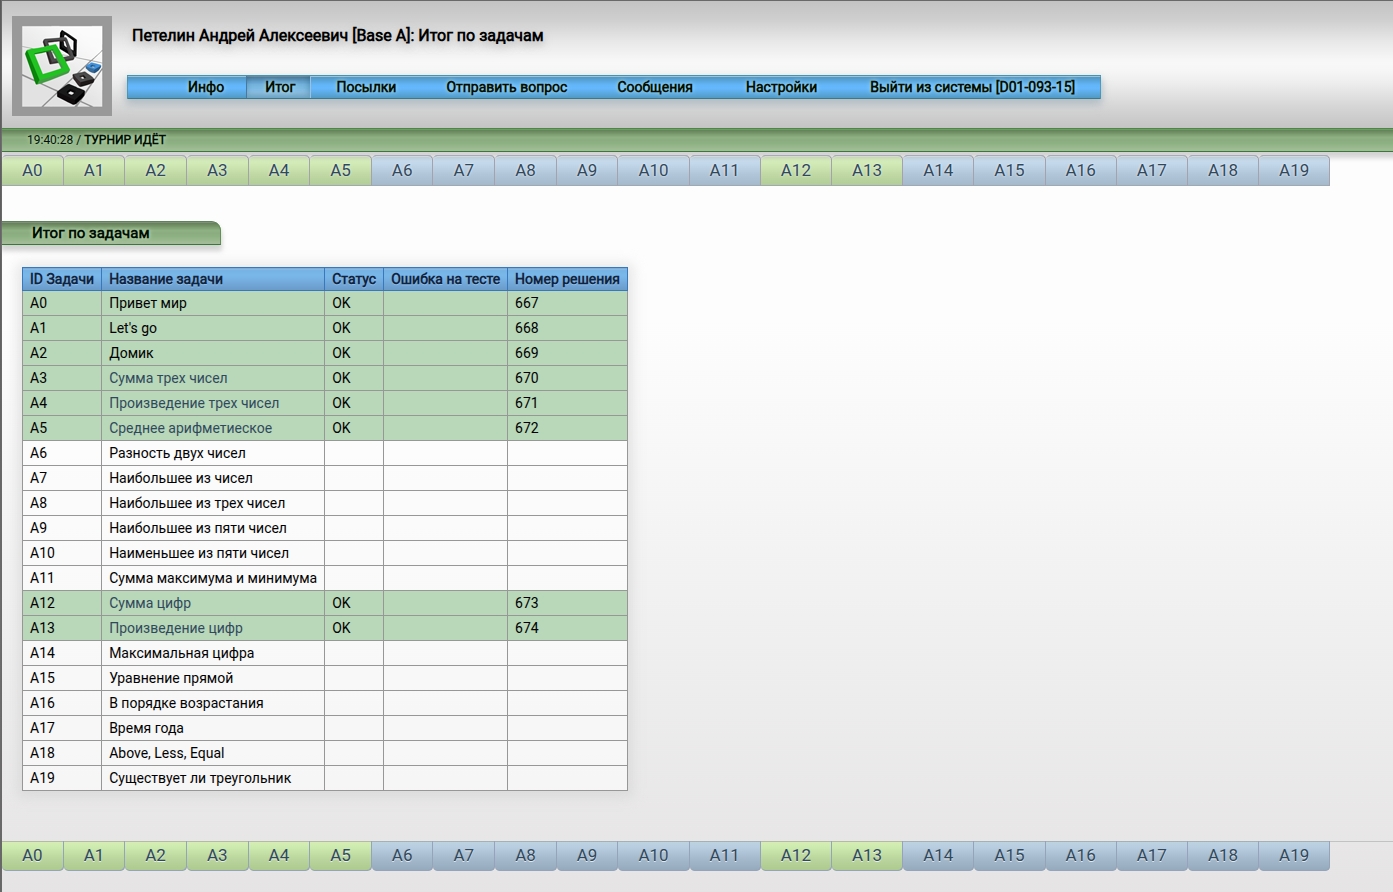 Петелин Андрей Алексеевич [Base A]: Итог по задачам
Инфо Итог Посылки Отправить вопрос Сообщения Настройки Выйти из системы [D01-093-15]
19:40:28 / ТУРНИР ИДЁТ
A0 A1 A2 A3 A4 A5 A6 A7 A8 A9 A10 A11 A12 A13 A14 A15 A16 A17 A18 A19
Итог по задачам
ID Задачи Название задачи Статус Ошибка на тесте Номер решения
A0 Привет мир OK 667
A1 Let's go OK 668
A2 Домик OK 669
A3 Сумма трех чисел OK 670
A4 Произведение трех чисел OK 671
A5 Среднее арифметиеское OK 672
A6 Разность двух чисел
A7 Наибольшее из чисел
A8 Наибольшее из трех чисел
A9 Наибольшее из пяти чисел
A10 Наименьшее из пяти чисел
A11 Сумма максимума и минимума
A12 Сумма цифр OK 673
A13 Произведение цифр OK 674
A14 Максимальная цифра
A15 Уравнение прямой
A16 В порядке возрастания
A17 Время года
A18 Above, Less, Equal
A19 Существует ли треугольник
A0 A1 A2 A3 A4 A5 A6 A7 A8 A9 A10 A11 A12 A13 A14 A15 A16 A17 A18 A19